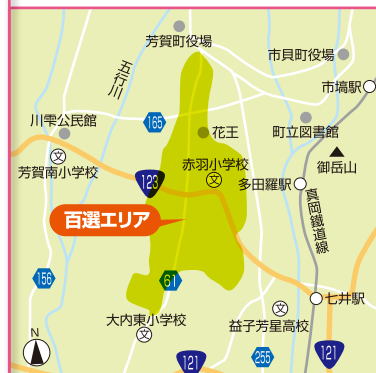 芳賀町役場
市貝町役場
五行川
市塙駅
165
川雫公民館
花王
町立図書館
芳賀南小学校
文
赤羽小学校
文
御岳山
123
多田羅駅
真岡鐵道線
百選エリア
156
61
七井駅
大内東小学校
文
文
益子芳星高校
N
121
255
121